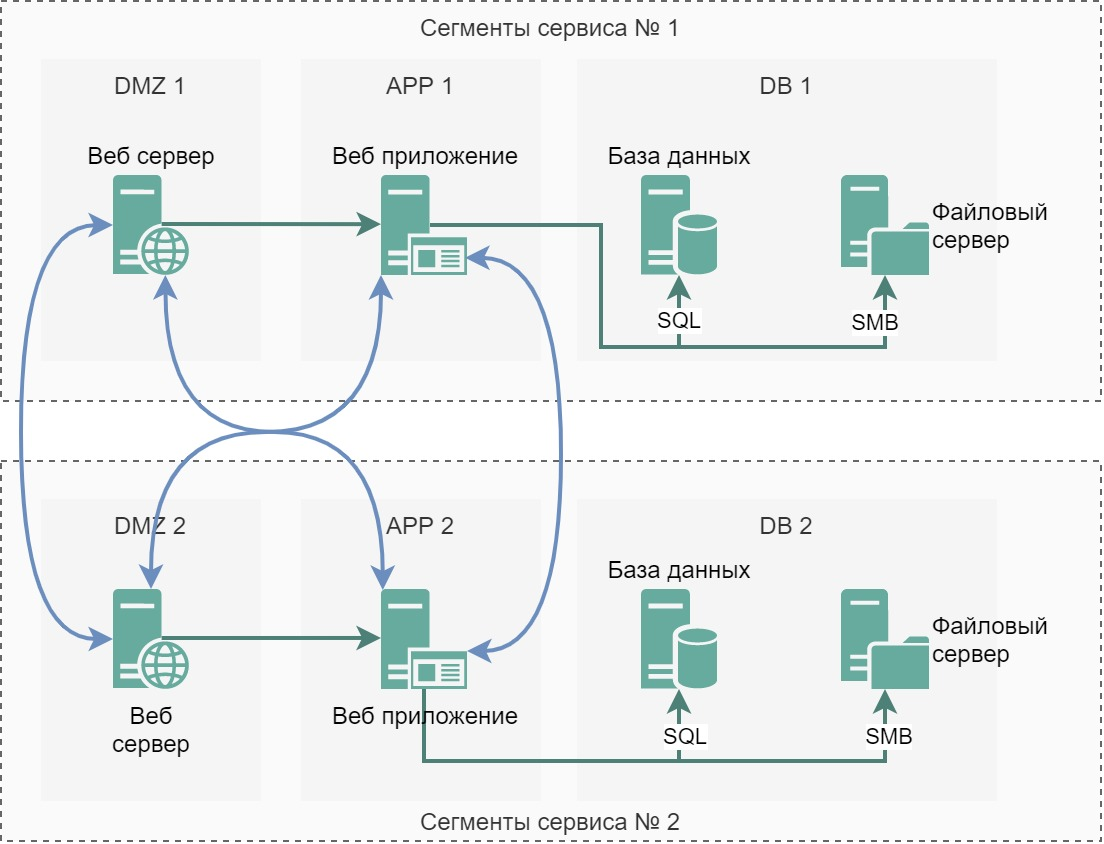 Сегменты сервиса № 1
DMZ 1
APP 1
DB 1
Веб сервер
Веб приложение
База данных
Файловый
сервер
SQL
SMB
DMZ 2
APP 2
DB 2
База данных
Файловый
сервер
Веб
сервер
Веб приложение
SQL
SMB
Сегменты сервиса № 2